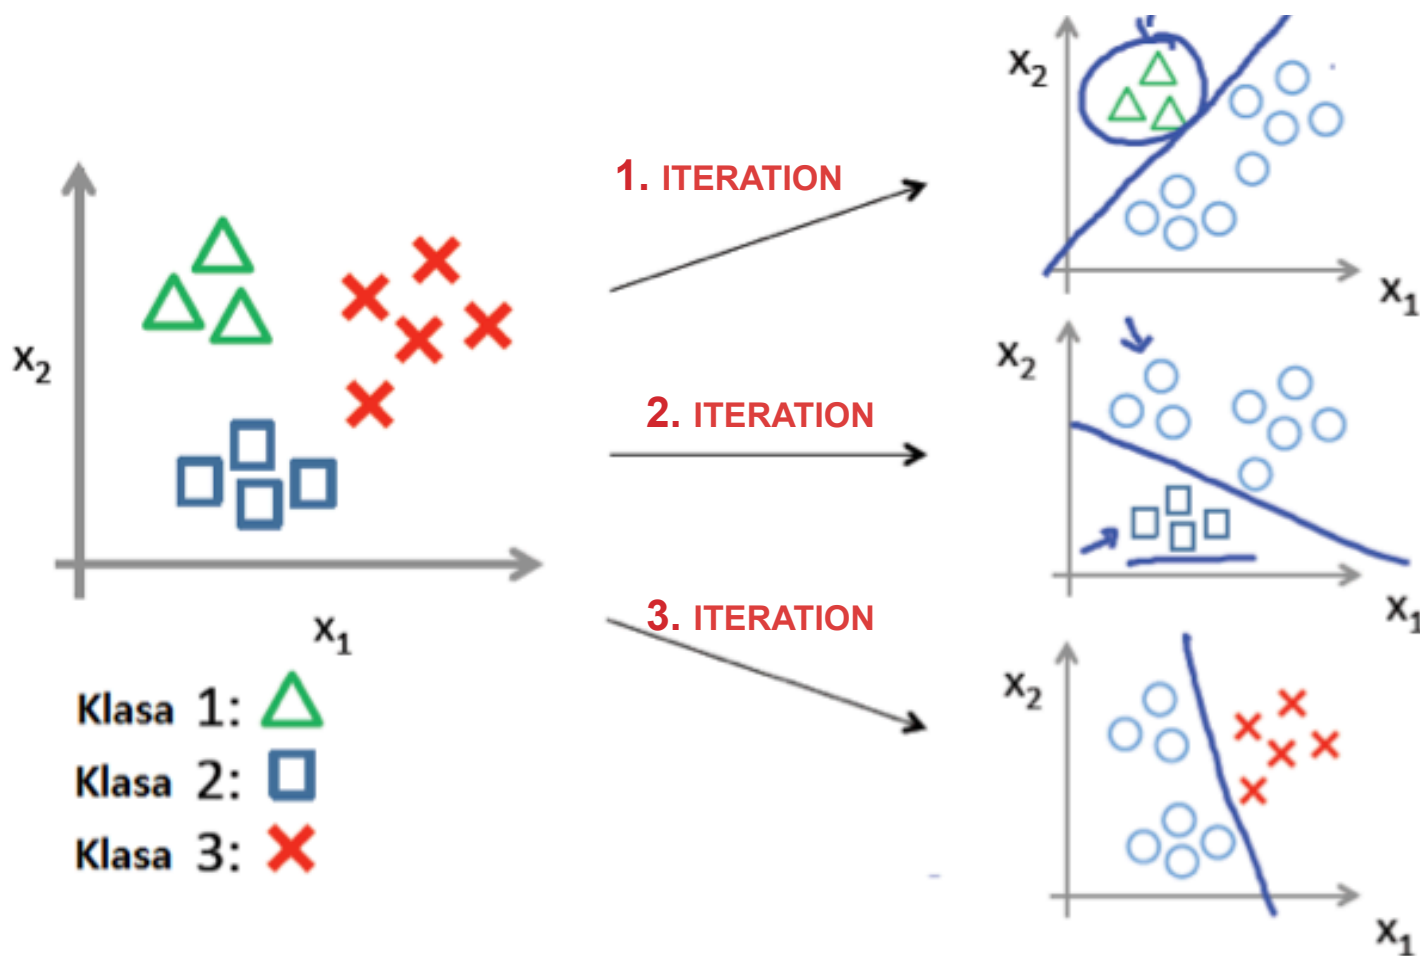 x₂
x₁
Klasa 1:
Klasa 2:
Klasa 3:
1. ITERATION
2. ITERATION
3. ITERATION
x₂
x₁
x₂
x₁
x₂
x₁